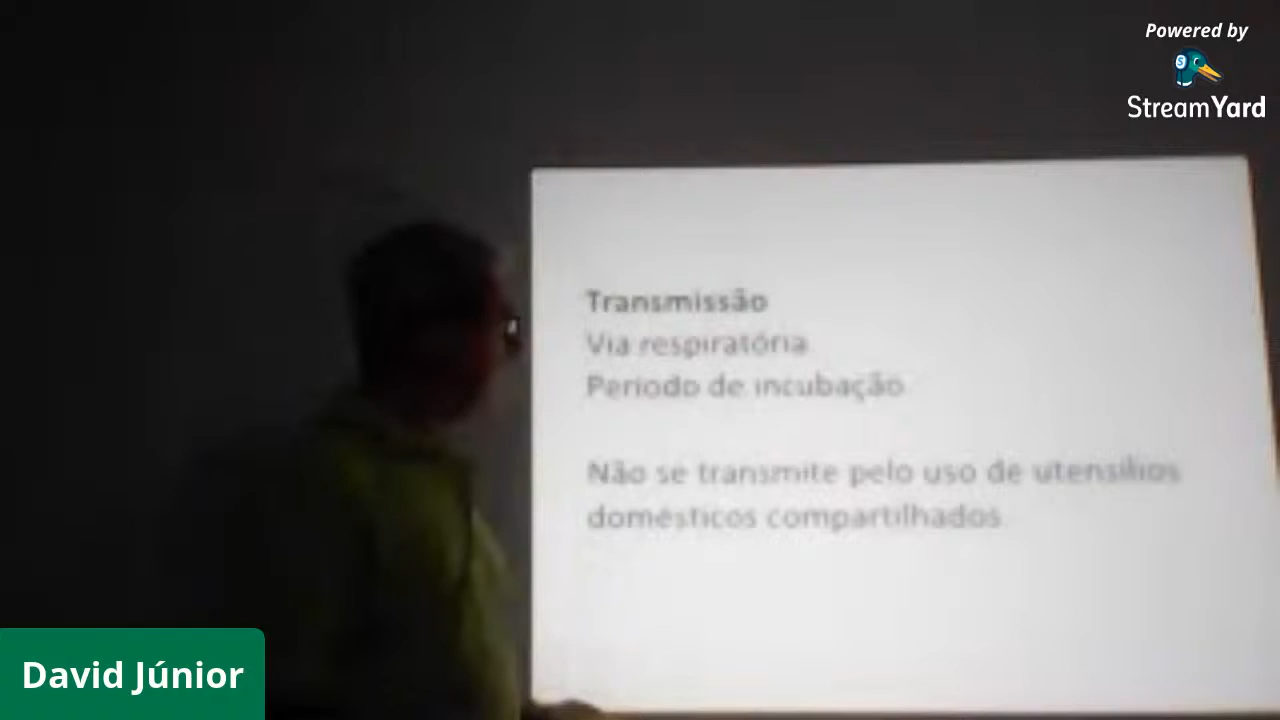 Powered by
StreamYard
Transmissão
Via respiratória
Período de incubação
Não se transmite pelo uso de utensílios
domésticos compartilhados
David Júnior